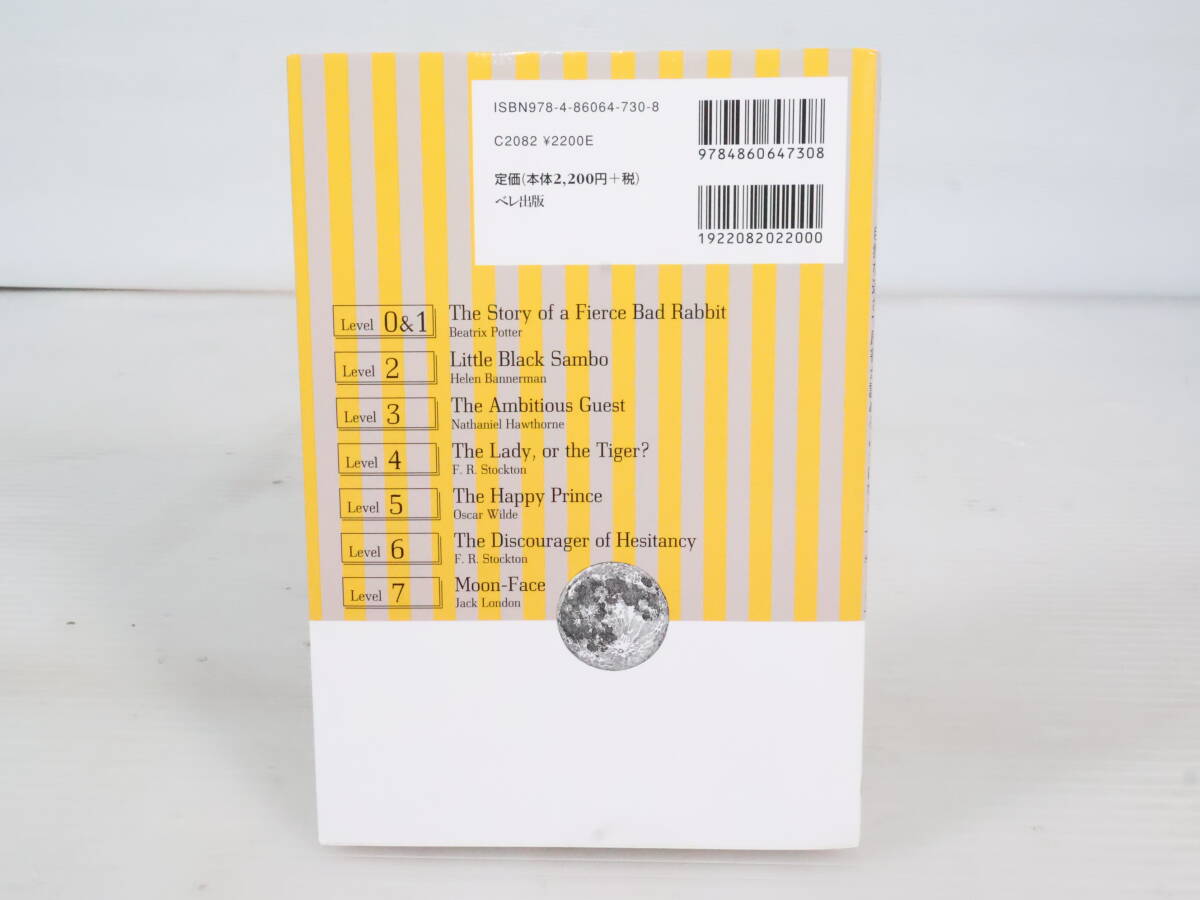 ISBN978-4-86064-730-8
C2082 ¥2200E
定価(本体2,200円+税)
ベレ出版
9784860647308
1922082022000
Level 0&1
The Story of a Fierce Bad Rabbit
Beatrix Potter
Level 2
Little Black Sambo
Helen Bannerman
Level 3
The Ambitious Guest
Nathaniel Hawthorne
Level 4
The Lady, or the Tiger?
F. R. Stockton
Level 5
The Happy Prince
Oscar Wilde
Level 6
The Discourager of Hesitancy
F. R. Stockton
Level 7
Moon-Face
Jack London